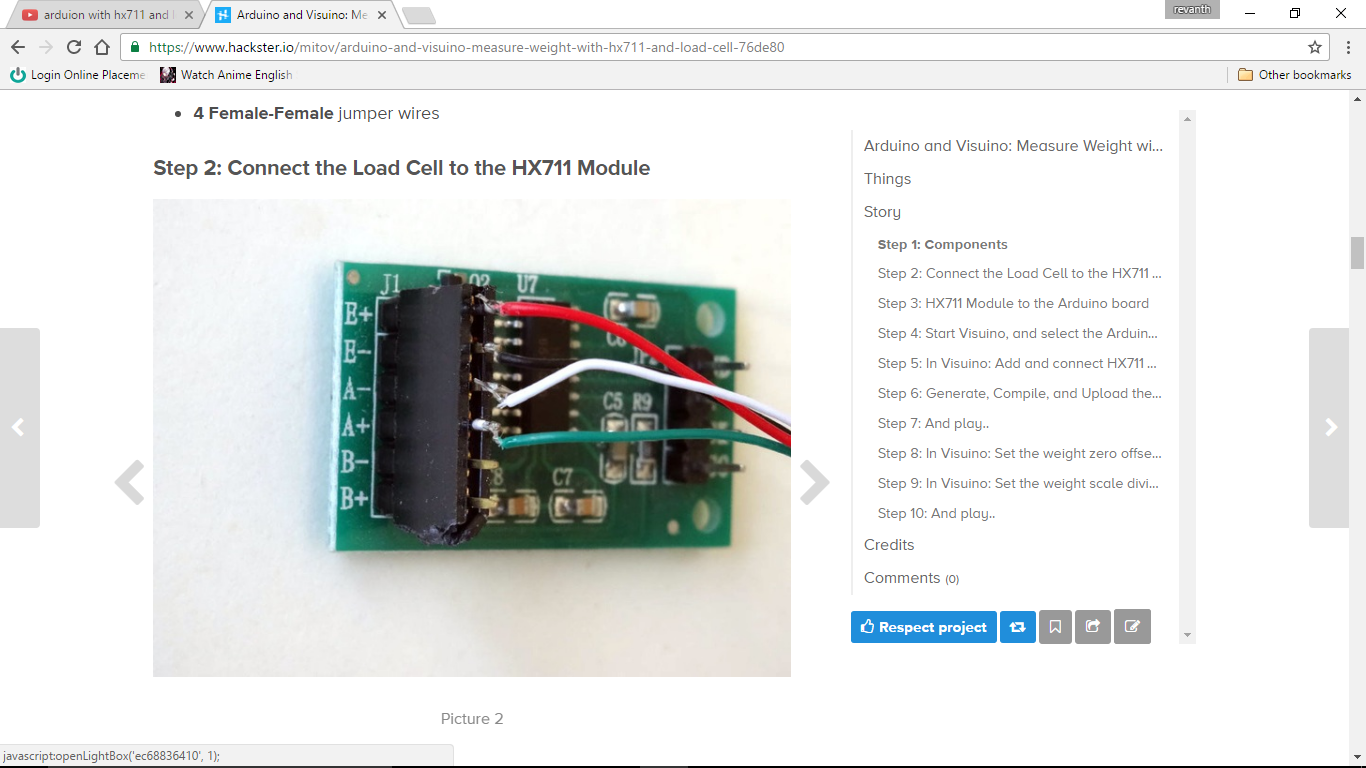 arduion with hx711 and
Arduino and Visuino: Me
revanth
https://www.hackster.io/mitov/arduino-and-visuino-measure-weight-with-hx711-and-load-cell-76de80
Login Online Placeme
Watch Anime English
Other bookmarks
4 Female-Female jumper wires
Step 2: Connect the Load Cell to the HX711 Module
J1
U7
E+
E-
A-
A+
B-
B+
C5 R9
C7
Picture 2
Arduino and Visuino: Measure Weight wi...
Things
Story
Step 1: Components
Step 2: Connect the Load Cell to the HX711 ...
Step 3: HX711 Module to the Arduino board
Step 4: Start Visuino, and select the Arduin...
Step 5: In Visuino: Add and connect HX711 ...
Step 6: Generate, Compile, and Upload the...
Step 7: And play..
Step 8: In Visuino: Set the weight zero offse...
Step 9: In Visuino: Set the weight scale divi...
Step 10: And play..
Credits
Comments (0)
Respect project
javascript:openLightBox('ec68836410', 1);